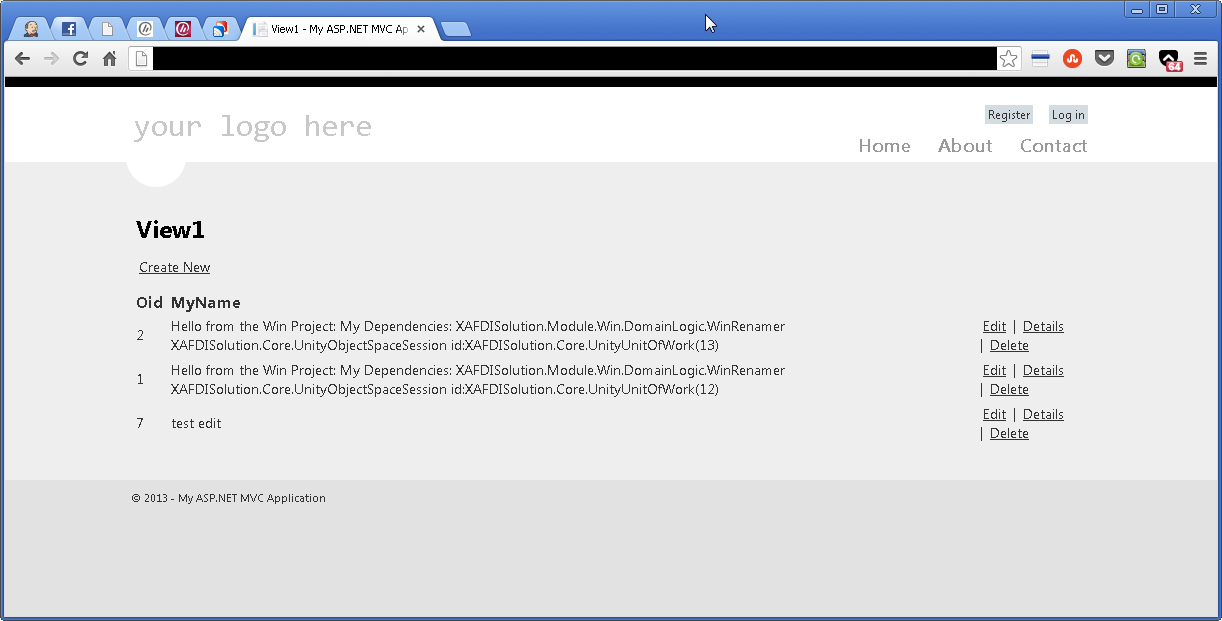 View1 - My ASP.NET MVC Ap
64
your logo here
Register Log in
Home About Contact
View1
Create New
Oid MyName
2 Hello from the Win Project: My Dependencies: XAFDISolution.Module.Win.DomainLogic.WinRenamer Edit | Details
XAFDISolution.Core.UnityObjectSpaceSession id:XAFDISolution.Core.UnityUnitOfWork(13) | Delete
1 Hello from the Win Project: My Dependencies: XAFDISolution.Module.Win.DomainLogic.WinRenamer Edit | Details
XAFDISolution.Core.UnityObjectSpaceSession id:XAFDISolution.Core.UnityUnitOfWork(12) | Delete
7 test edit Edit | Details
| Delete
© 2013 - My ASP.NET MVC Application